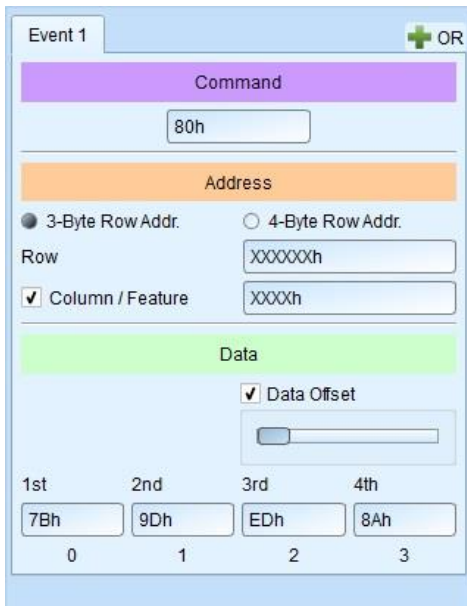 Event 1
OR
Command
80h
Address
3-Byte Row Addr. 4-Byte Row Addr.
Row XXXXXXh
Column / Feature XXXXh
Data
Data Offset
1st 2nd 3rd 4th
7Bh 9Dh EDh 8Ah
0 1 2 3